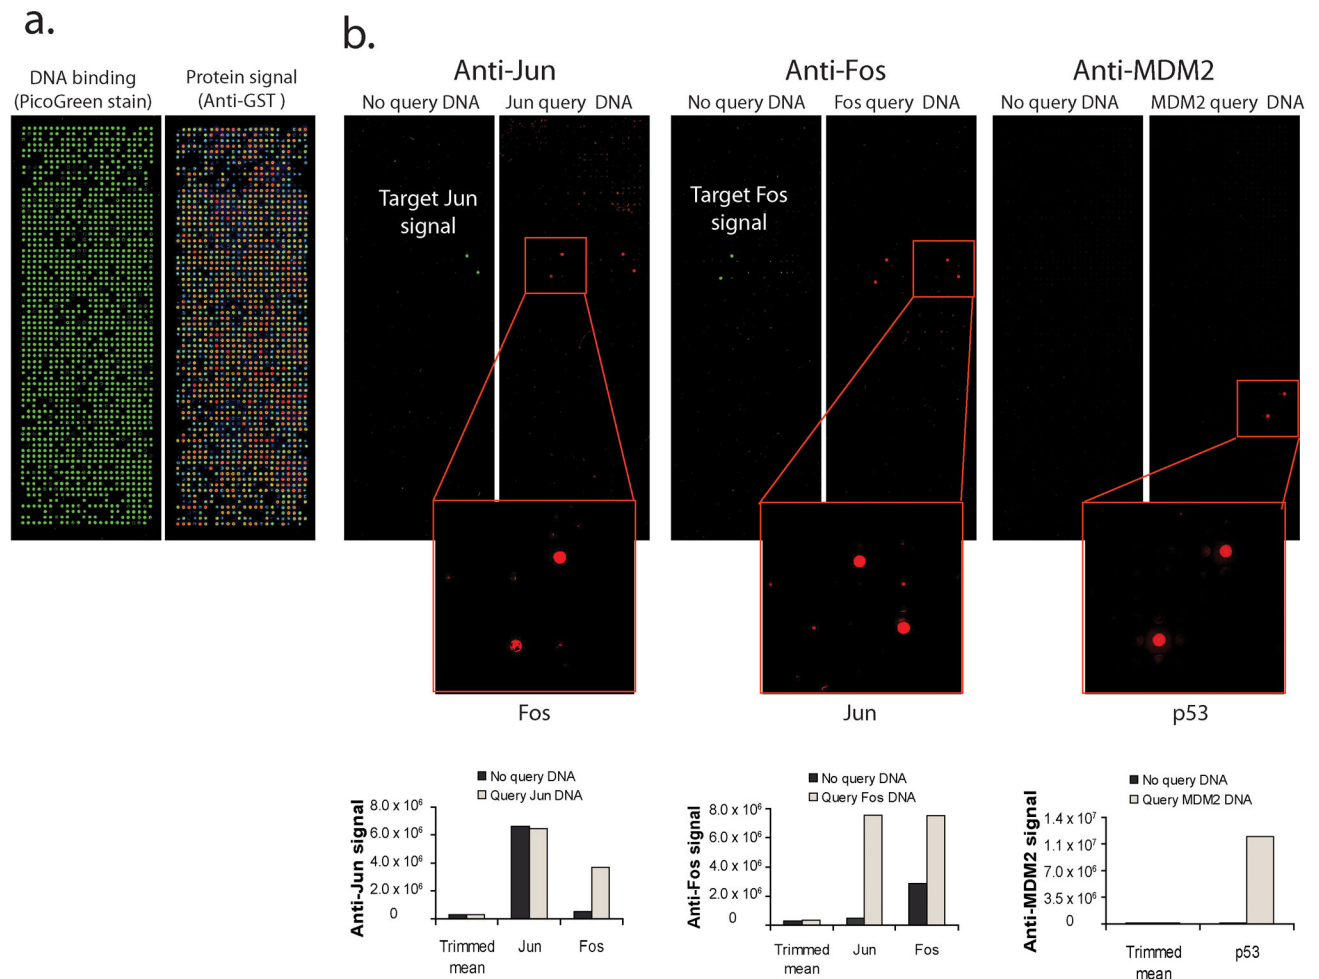 a.
b.
DNA binding
(PicoGreen stain)
Protein signal
(Anti-GST )
Anti-Jun
No query DNA
Jun query DNA
Anti-Fos
No query DNA
Fos query DNA
Anti-MDM2
No query DNA
MDM2 query DNA
Target Jun
signal
Target Fos
signal
Fos
Jun
p53
No query DNA
Query Jun DNA
Anti-Jun signal
8.0 x 10⁶
6.0 x 10⁶
4.0 x 10⁶
2.0 x 10⁶
0
Trimmed
mean
Jun
Fos
No query DNA
Query Fos DNA
Anti-Fos signal
8.0 x 10⁶
6.0 x 10⁶
4.0 x 10⁶
2.0 x 10⁶
0
Trimmed
mean
Jun
Fos
No query DNA
Query MDM2 DNA
Anti-MDM2 signal
1.4 x 10⁷
1.1 x 10⁷
7.0 x 10⁶
3.5 x 10⁶
0
Trimmed
mean
p53